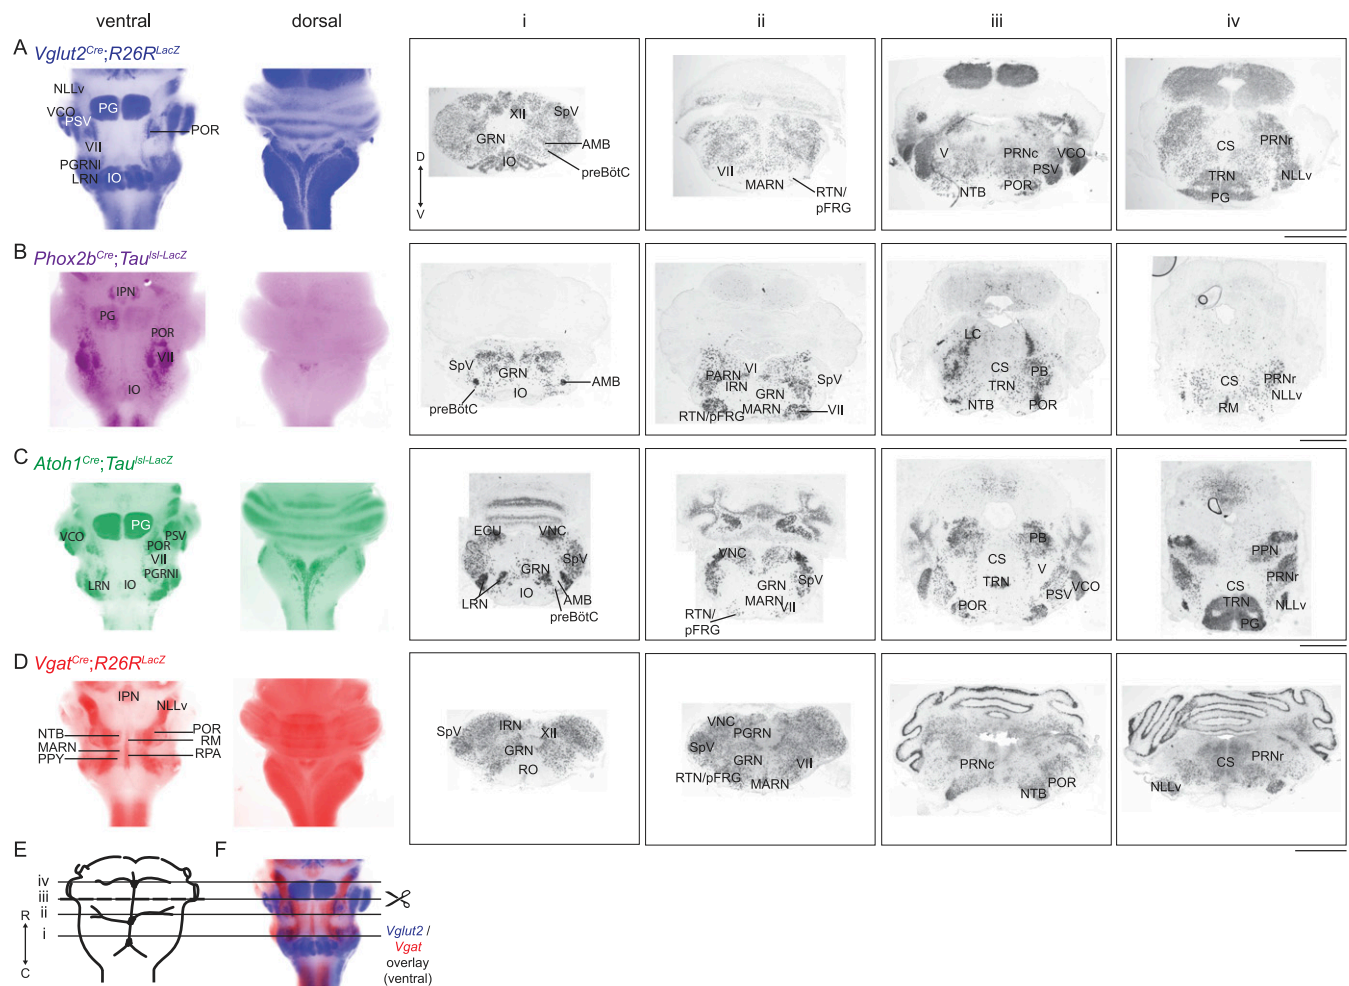 ventral dorsal i ii iii iv
A Vglut2Cre;R26RLacZ
NLLv
VCO
PG
PSV
POR
VII
PGRNl
LRN
IO
XII
SpV
GRN
AMB
IO
preBötC
D
V
VII
MARN
RTN/
pFRG
V
PRNc
VCO
PSV
NTB
POR
PRNr
CS
TRN
NLLv
PG
B Phox2bCre;Taulsl-LacZ
IPN
PG
POR
VII
IO
SpV
GRN
IO
AMB
preBötC
PARN
VI
IRN
GRN
SpV
MARN
RTN/pFRG
VII
LC
CS
PB
TRN
NTB
POR
CS
PRNr
NLLv
RM
C Atoh1Cre;Taulsl-LacZ
PG
VCO
PSV
POR
VII
PGRNl
LRN
IO
ECU
VNC
SpV
GRN
LRN
IO
AMB
preBötC
VNC
GRN
SpV
MARN
VII
RTN/
pFRG
PB
CS
V
TRN
VCO
PSV
POR
PPN
PRNr
CS
TRN
NLLv
PG
D VgatCre;R26RLacZ
IPN
NLLv
NTB
POR
RM
MARN
RPA
PPY
IRN
SpV
XII
GRN
RO
VNC
PGRN
SpV
GRN
VII
RTN/pFRG
MARN
PRNc
POR
NTB
PRNr
CS
NLLv
E
F
iv
iii
ii
i
R
C
Vglut2 /
Vgat
overlay
(ventral)